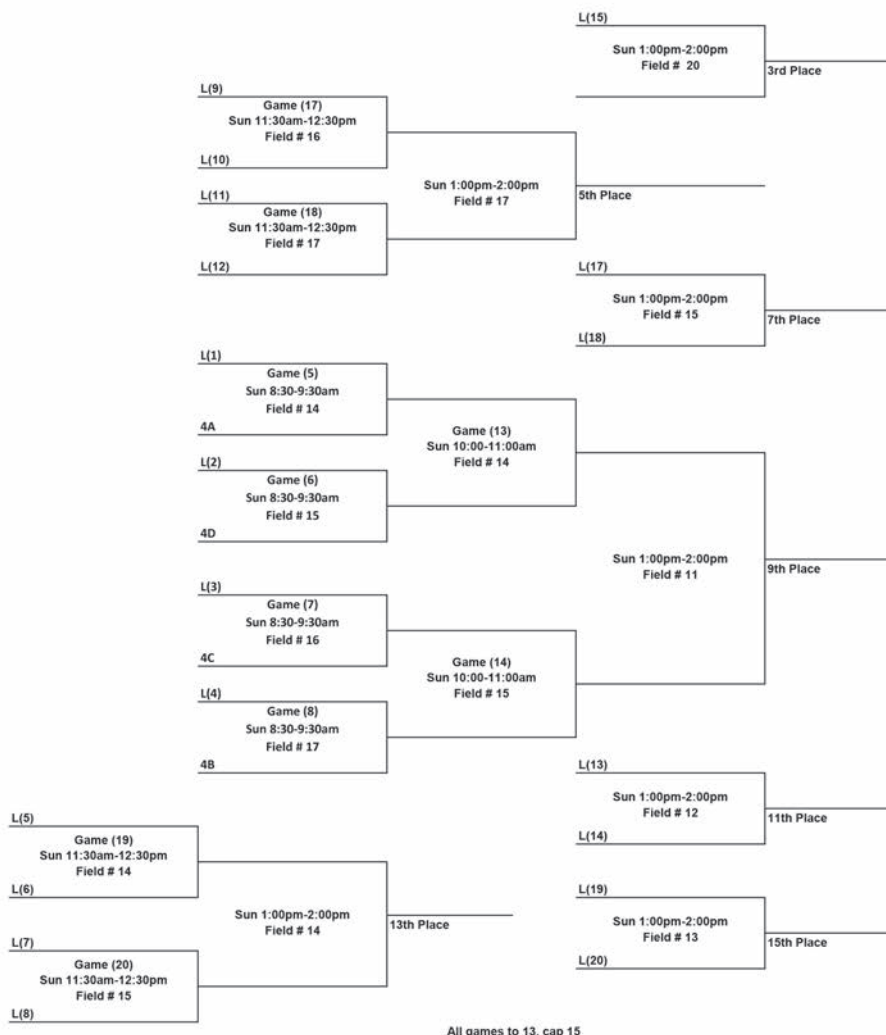 L(15)
Sun 1:00pm-2:00pm
Field # 20
3rd Place
L(9)
Game (17)
Sun 11:30am-12:30pm
Field # 16
L(10)
Sun 1:00pm-2:00pm
Field # 17
5th Place
L(11)
Game (18)
Sun 11:30am-12:30pm
Field # 17
L(12)
L(17)
Sun 1:00pm-2:00pm
Field # 15
7th Place
L(18)
L(1)
Game (5)
Sun 8:30-9:30am
Field # 14
4A
Game (13)
Sun 10:00-11:00am
Field # 14
L(2)
Game (6)
Sun 8:30-9:30am
Field # 15
4D
Sun 1:00pm-2:00pm
Field # 11
9th Place
L(3)
Game (7)
Sun 8:30-9:30am
Field # 16
4C
Game (14)
Sun 10:00-11:00am
Field # 15
L(4)
Game (8)
Sun 8:30-9:30am
Field # 17
4B
L(13)
Sun 1:00pm-2:00pm
Field # 12
11th Place
L(14)
L(5)
Game (19)
Sun 11:30am-12:30pm
Field # 14
L(6)
Sun 1:00pm-2:00pm
Field # 14
13th Place
L(7)
Game (20)
Sun 11:30am-12:30pm
Field # 15
L(8)
L(19)
Sun 1:00pm-2:00pm
Field # 13
15th Place
L(20)
All games to 13, cap 15